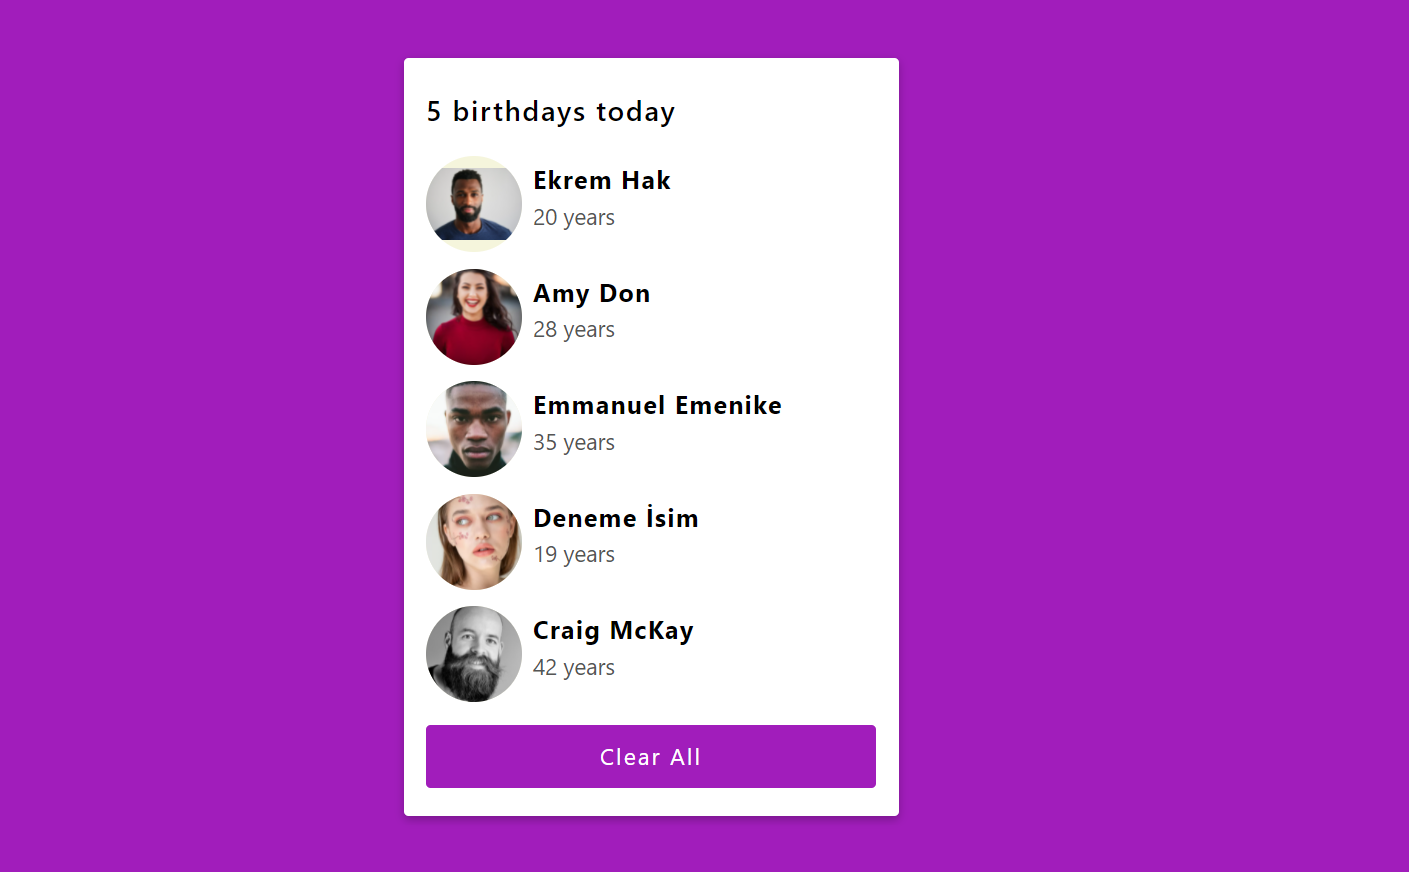 5 birthdays today
Ekrem Hak
20 years
Amy Don
28 years
Emmanuel Emenike
35 years
Deneme İsim
19 years
Craig McKay
42 years
Clear All